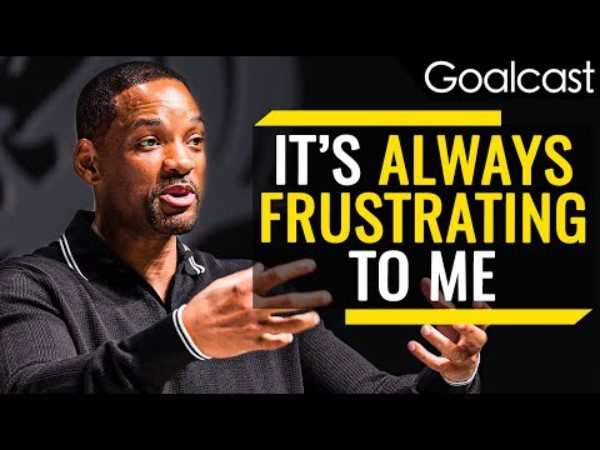 Goalcast
IT'S ALWAYS
FRUSTRATING
TO ME